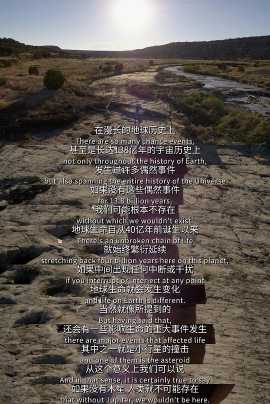 在漫长的地球历史上
There are so many chance events,
甚至是长达138亿年的宇宙历史上
not only throughout the history of Earth,
发生过许多偶然事件
but also spanning the entire history of the Universe
如果没有这些偶然事件
for 13.8 billion years,
我们可能根本不存在
without which we wouldn't exist.
地球生命自从40亿年前诞生以来
There is an unbroken chain of life,
就始终繁衍延续
stretching back four billion years here on this planet,
如果中间出现任何中断或干扰
if you interrupt or interect at any point
地球生命就会发生变化
and life on Earth is different.
当然就像所提到的
But having said that,
还会有一些影响生命的重大事件发生
there are major events that affected life
其中之一就是小行星的撞击
and one of them is the asteroid
从这个意义上我们可以说
And in that sense, it is certainly true to say
如果没有木星 人类就不可能存在
that without Jupiter, we wouldn't be here.